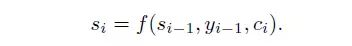 s_i = f(s_{i−1}, y_{i−1}, c_i).